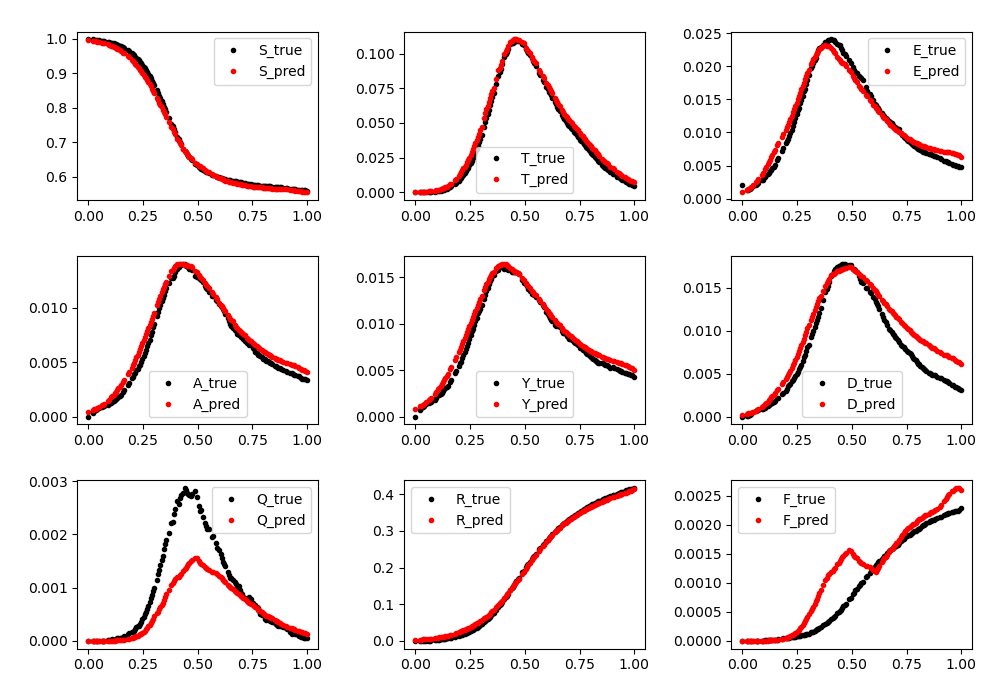 1.0
0.9
0.8
0.7
0.6
S_true
S_pred
0.00 0.25 0.50 0.75 1.00
0.100
0.075
0.050
0.025
0.000
T_true
T_pred
0.00 0.25 0.50 0.75 1.00
0.025
0.020
0.015
0.010
0.005
0.000
E_true
E_pred
0.00 0.25 0.50 0.75 1.00
0.010
0.005
0.000
A_true
A_pred
0.00 0.25 0.50 0.75 1.00
0.015
0.010
0.005
0.000
Y_true
Y_pred
0.00 0.25 0.50 0.75 1.00
0.015
0.010
0.005
0.000
D_true
D_pred
0.00 0.25 0.50 0.75 1.00
0.003
0.002
0.001
0.000
Q_true
Q_pred
0.00 0.25 0.50 0.75 1.00
0.4
0.3
0.2
0.1
0.0
R_true
R_pred
0.00 0.25 0.50 0.75 1.00
0.0025
0.0020
0.0015
0.0010
0.0005
0.0000
F_true
F_pred
0.00 0.25 0.50 0.75 1.00